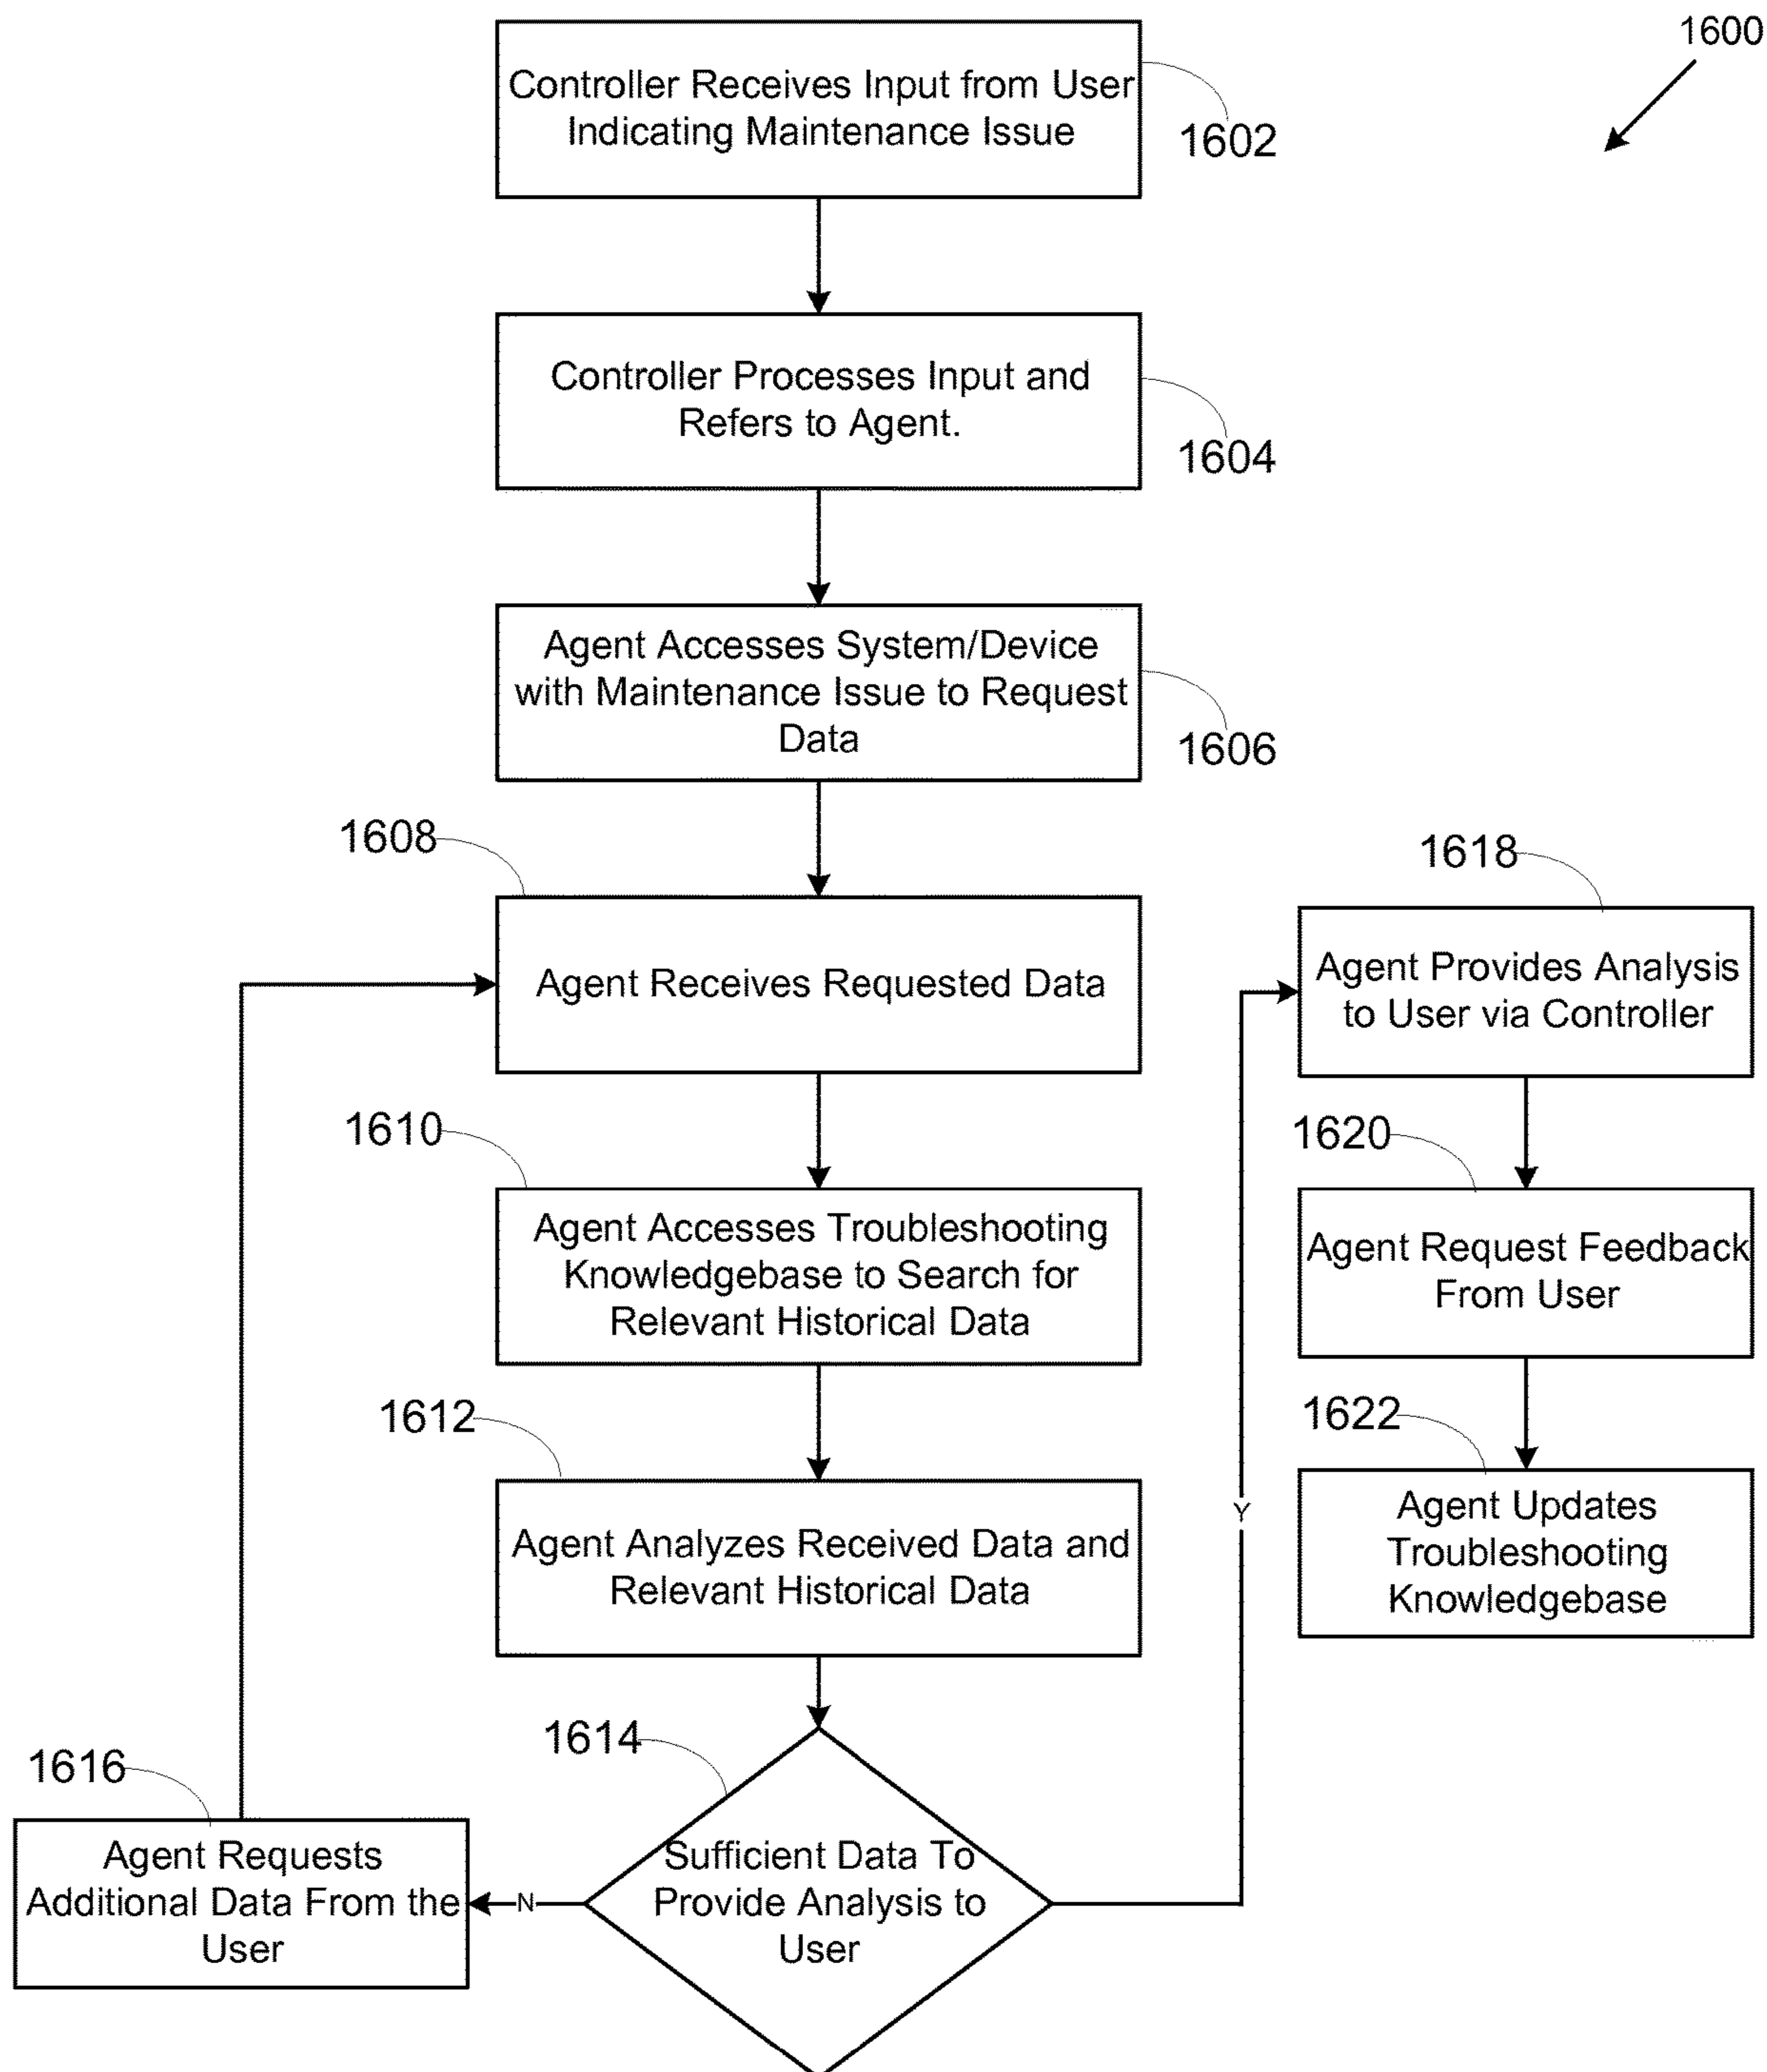 1600
Controller Receives Input from User
Indicating Maintenance Issue
1602
Controller Processes Input and
Refers to Agent.
1604
Agent Accesses System/Device
with Maintenance Issue to Request
Data
1606
1608
Agent Receives Requested Data
1610
Agent Accesses Troubleshooting
Knowledgebase to Search for
Relevant Historical Data
1612
Agent Analyzes Received Data and
Relevant Historical Data
1614
Sufficient Data To
Provide Analysis to
User
N
1616
Agent Requests
Additional Data From the
User
Y
1618
Agent Provides Analysis
to User via Controller
1620
Agent Request Feedback
From User
1622
Agent Updates
Troubleshooting
Knowledgebase